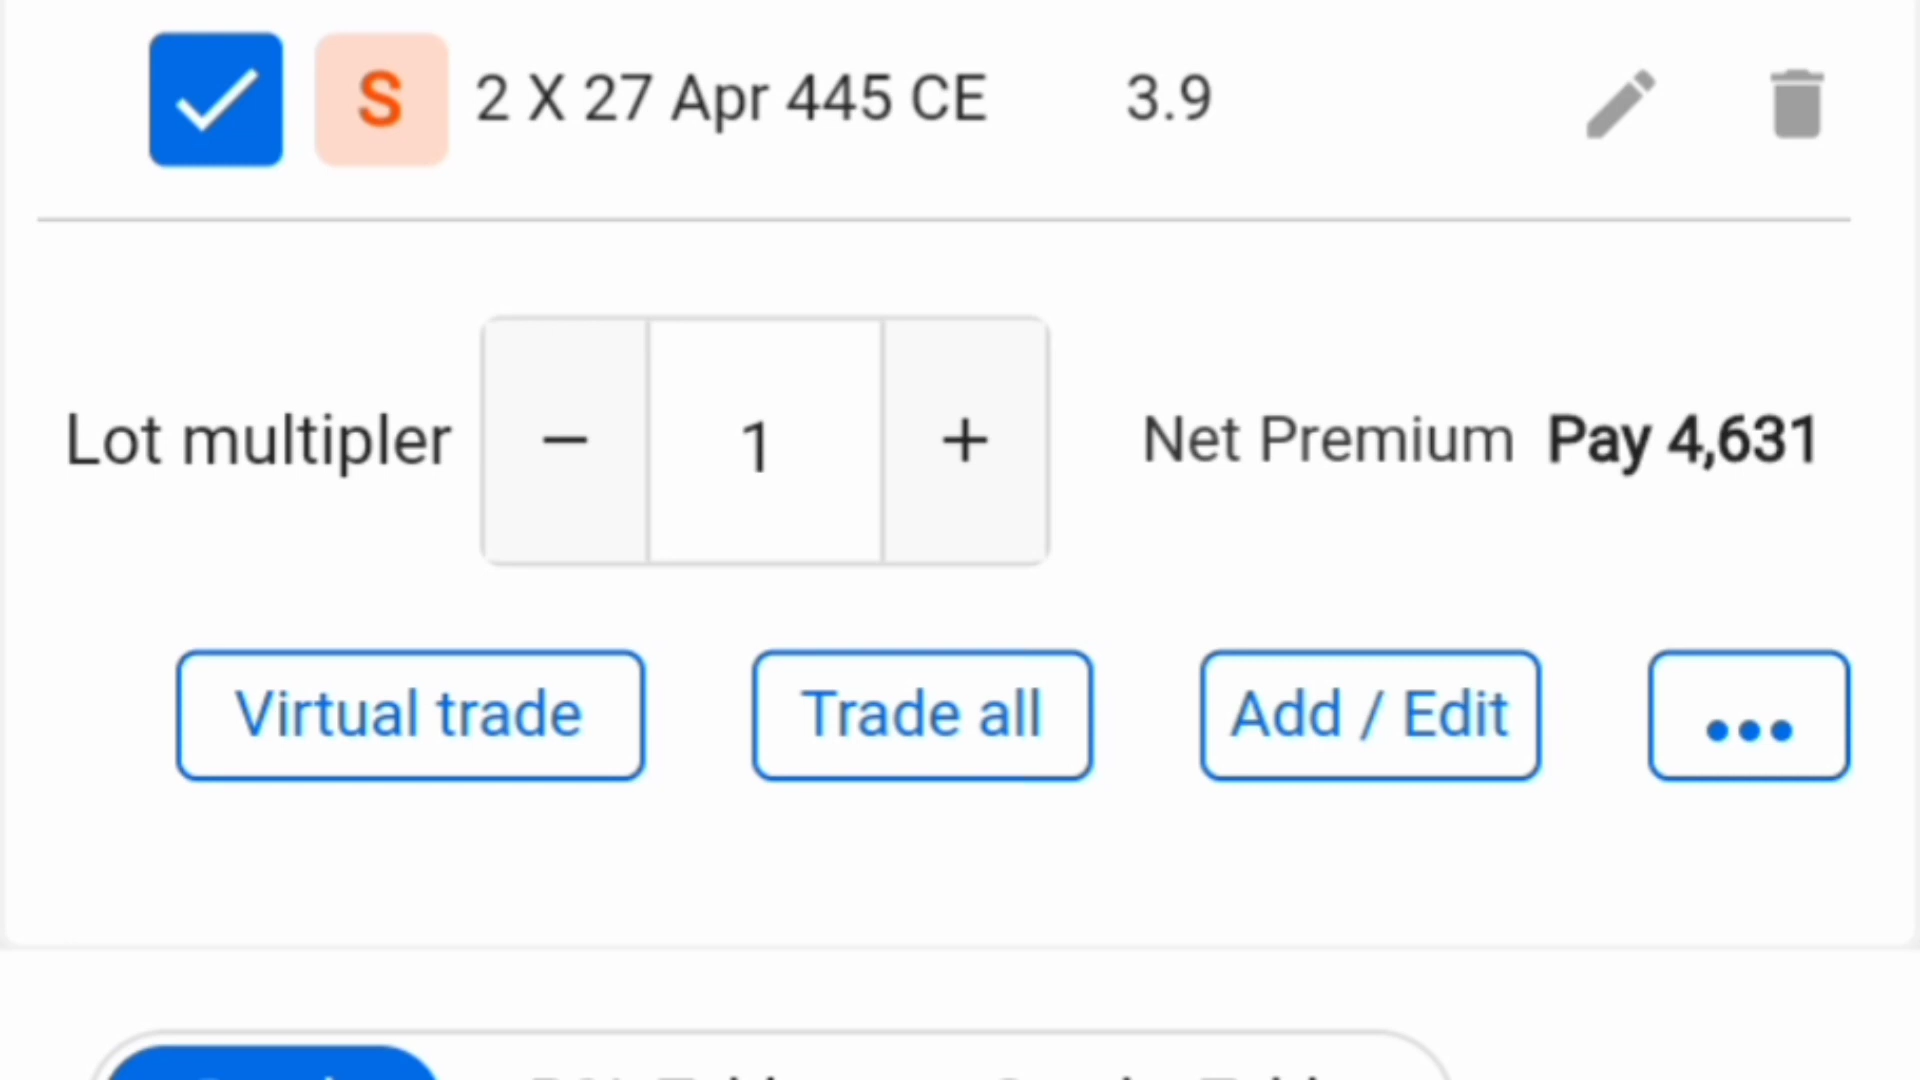 S 2 X 27 Apr 445 CE 3.9
Lot multipler − 1 + Net Premium Pay 4,631
Virtual trade Trade all Add / Edit ...